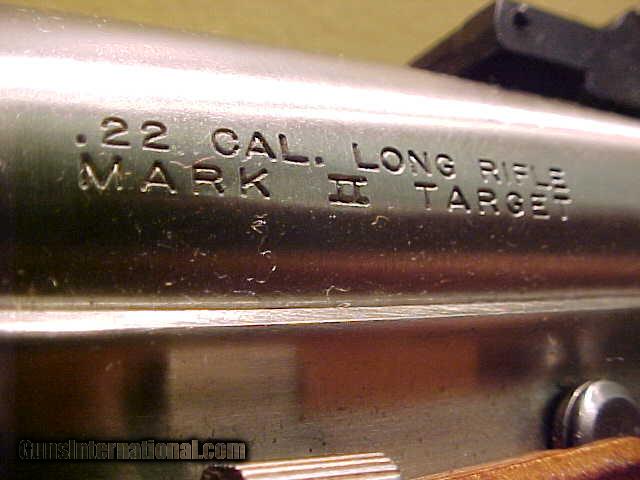 .22 CAL. LONG RIFLE
MARK II TARGET
GunsInternational.com